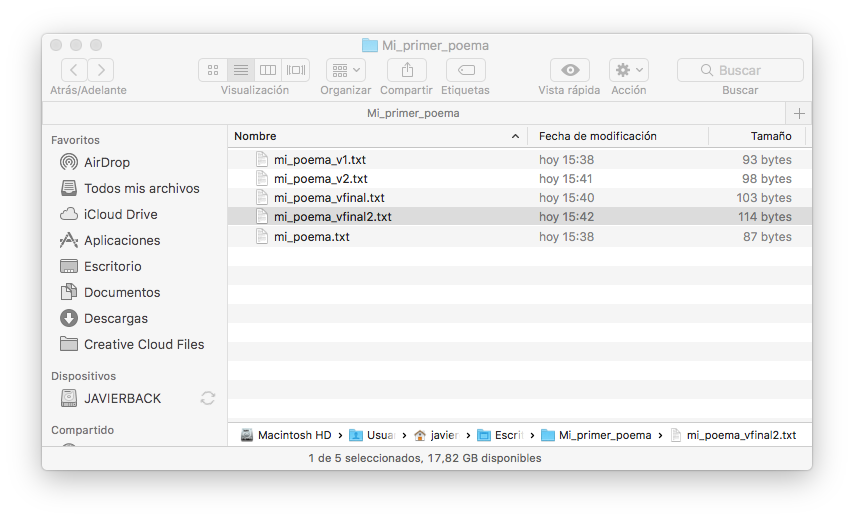 Mi_primer_poema
Atrás/Adelante Visualización Organizar Compartir Etiquetas Vista rápida Acción Buscar Buscar
Mi_primer_poema
Favoritos
AirDrop
Todos mis archivos
iCloud Drive
Aplicaciones
Escritorio
Documentos
Descargas
Creative Cloud Files
Dispositivos
JAVIERBACK
Compartido
Nombre Fecha de modificación Tamaño
mi_poema_v1.txt hoy 15:38 93 bytes
mi_poema_v2.txt hoy 15:41 98 bytes
mi_poema_vfinal.txt hoy 15:40 103 bytes
mi_poema_vfinal2.txt hoy 15:42 114 bytes
mi_poema.txt hoy 15:38 87 bytes
Macintosh HD › Usuar › javier › Escrit › Mi_primer_poema › mi_poema_vfinal2.txt
1 de 5 seleccionados, 17,82 GB disponibles